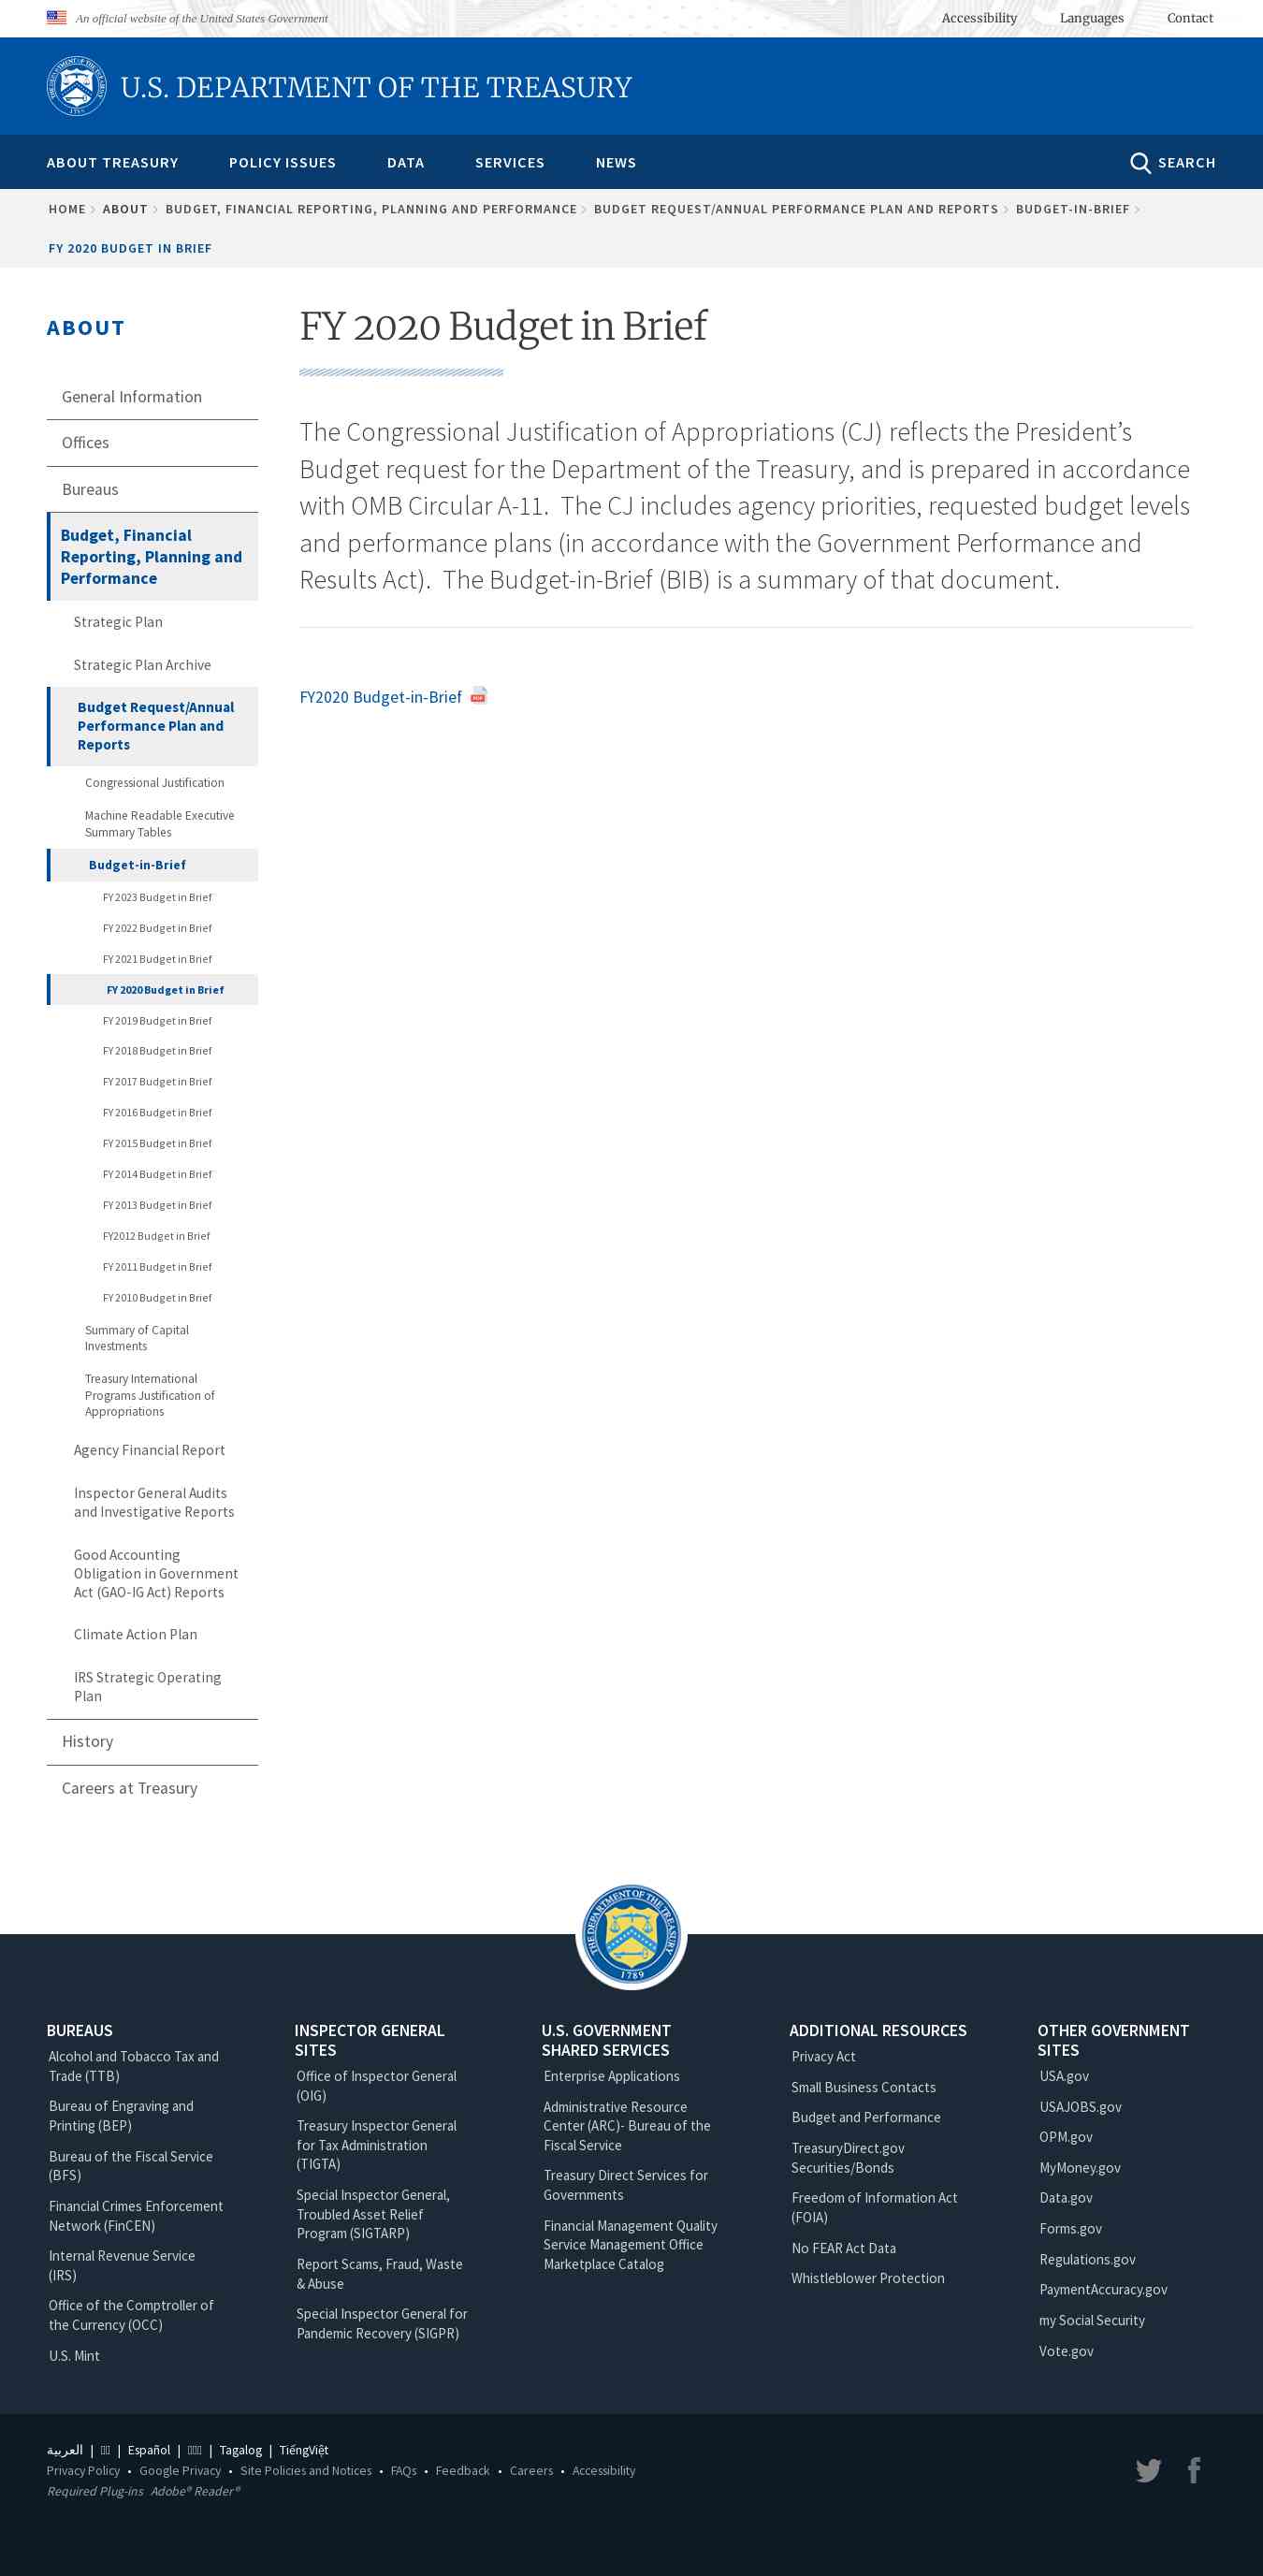 An official website of the United States Government
Accessibility Languages Contact
U.S. DEPARTMENT OF THE TREASURY
ABOUT TREASURY POLICY ISSUES DATA SERVICES NEWS SEARCH
HOME ABOUT BUDGET, FINANCIAL REPORTING, PLANNING AND PERFORMANCE BUDGET REQUEST/ANNUAL PERFORMANCE PLAN AND REPORTS BUDGET-IN-BRIEF
FY 2020 BUDGET IN BRIEF
ABOUT
General Information
Offices
Bureaus
Budget, Financial
Reporting, Planning and
Performance
Strategic Plan
Strategic Plan Archive
Budget Request/Annual
Performance Plan and
Reports
Congressional Justification
Machine Readable Executive
Summary Tables
Budget-in-Brief
FY 2023 Budget in Brief
FY 2022 Budget in Brief
FY 2021 Budget in Brief
FY 2020 Budget in Brief
FY 2019 Budget in Brief
FY 2018 Budget in Brief
FY 2017 Budget in Brief
FY 2016 Budget in Brief
FY 2015 Budget in Brief
FY 2014 Budget in Brief
FY 2013 Budget in Brief
FY2012 Budget in Brief
FY 2011 Budget in Brief
FY 2010 Budget in Brief
Summary of Capital
Investments
Treasury International
Programs Justification of
Appropriations
Agency Financial Report
Inspector General Audits
and Investigative Reports
Good Accounting
Obligation in Government
Act (GAO-IG Act) Reports
Climate Action Plan
IRS Strategic Operating
Plan
History
Careers at Treasury
FY 2020 Budget in Brief
The Congressional Justification of Appropriations (CJ) reflects the President’s
Budget request for the Department of the Treasury, and is prepared in accordance
with OMB Circular A-11.  The CJ includes agency priorities, requested budget levels
and performance plans (in accordance with the Government Performance and
Results Act).  The Budget-in-Brief (BIB) is a summary of that document.
FY2020 Budget-in-Brief
THE DEPARTMENT OF THE TREASURY
1789
BUREAUS
Alcohol and Tobacco Tax and
Trade (TTB)
Bureau of Engraving and
Printing (BEP)
Bureau of the Fiscal Service
(BFS)
Financial Crimes Enforcement
Network (FinCEN)
Internal Revenue Service
(IRS)
Office of the Comptroller of
the Currency (OCC)
U.S. Mint
INSPECTOR GENERAL
SITES
Office of Inspector General
(OIG)
Treasury Inspector General
for Tax Administration
(TIGTA)
Special Inspector General,
Troubled Asset Relief
Program (SIGTARP)
Report Scams, Fraud, Waste
& Abuse
Special Inspector General for
Pandemic Recovery (SIGPR)
U.S. GOVERNMENT
SHARED SERVICES
Enterprise Applications
Administrative Resource
Center (ARC)- Bureau of the
Fiscal Service
Treasury Direct Services for
Governments
Financial Management Quality
Service Management Office
Marketplace Catalog
ADDITIONAL RESOURCES
Privacy Act
Small Business Contacts
Budget and Performance
TreasuryDirect.gov
Securities/Bonds
Freedom of Information Act
(FOIA)
No FEAR Act Data
Whistleblower Protection
OTHER GOVERNMENT
SITES
USA.gov
USAJOBS.gov
OPM.gov
MyMoney.gov
Data.gov
Forms.gov
Regulations.gov
PaymentAccuracy.gov
my Social Security
Vote.gov
العربية | | Español | | Tagalog | TiếngViệt
Privacy Policy • Google Privacy • Site Policies and Notices • FAQs • Feedback • Careers • Accessibility
Required Plug-ins Adobe® Reader®